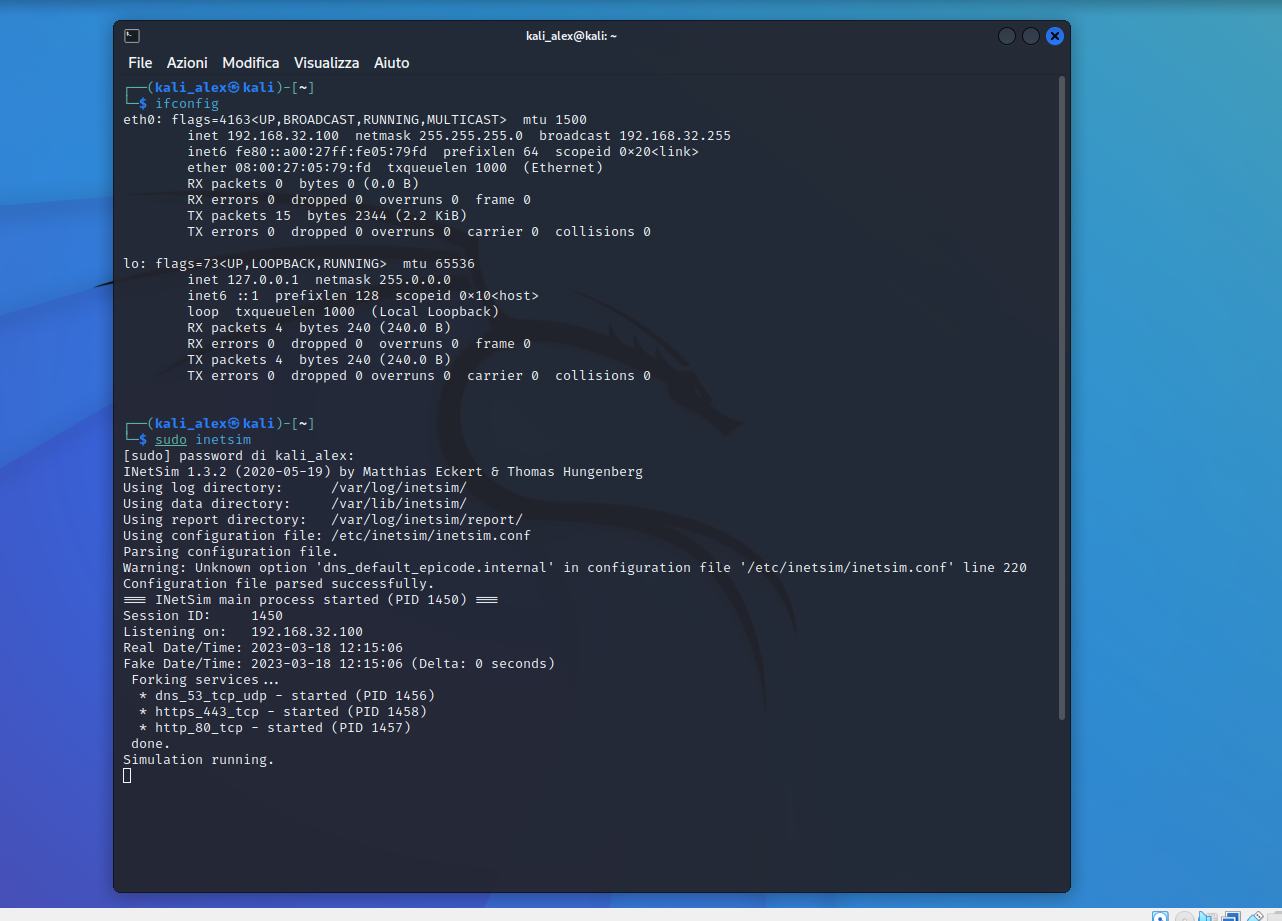 kali_alex@kali: ~
File Azioni Modifica Visualizza Aiuto
┌──(kali_alex㉿kali)-[~]
└─$ ifconfig
eth0: flags=4163<UP,BROADCAST,RUNNING,MULTICAST>  mtu 1500
        inet 192.168.32.100  netmask 255.255.255.0  broadcast 192.168.32.255
        inet6 fe80::a00:27ff:fe05:79fd  prefixlen 64  scopeid 0×20<link>
        ether 08:00:27:05:79:fd  txqueuelen 1000  (Ethernet)
        RX packets 0  bytes 0 (0.0 B)
        RX errors 0  dropped 0  overruns 0  frame 0
        TX packets 15  bytes 2344 (2.2 KiB)
        TX errors 0  dropped 0 overruns 0  carrier 0  collisions 0
lo: flags=73<UP,LOOPBACK,RUNNING>  mtu 65536
        inet 127.0.0.1  netmask 255.0.0.0
        inet6 ::1  prefixlen 128  scopeid 0×10<host>
        loop  txqueuelen 1000  (Local Loopback)
        RX packets 4  bytes 240 (240.0 B)
        RX errors 0  dropped 0  overruns 0  frame 0
        TX packets 4  bytes 240 (240.0 B)
        TX errors 0  dropped 0 overruns 0  carrier 0  collisions 0
┌──(kali_alex㉿kali)-[~]
└─$ sudo inetsim
[sudo] password di kali_alex:
INetSim 1.3.2 (2020-05-19) by Matthias Eckert & Thomas Hungenberg
Using log directory:      /var/log/inetsim/
Using data directory:     /var/lib/inetsim/
Using report directory:   /var/log/inetsim/report/
Using configuration file: /etc/inetsim/inetsim.conf
Parsing configuration file.
Warning: Unknown option 'dns_default_epicode.internal' in configuration file '/etc/inetsim/inetsim.conf' line 220
Configuration file parsed successfully.
=== INetSim main process started (PID 1450) ===
Session ID:     1450
Listening on:   192.168.32.100
Real Date/Time: 2023-03-18 12:15:06
Fake Date/Time: 2023-03-18 12:15:06 (Delta: 0 seconds)
 Forking services...
  * dns_53_tcp_udp - started (PID 1456)
  * https_443_tcp - started (PID 1458)
  * http_80_tcp - started (PID 1457)
 done.
Simulation running.